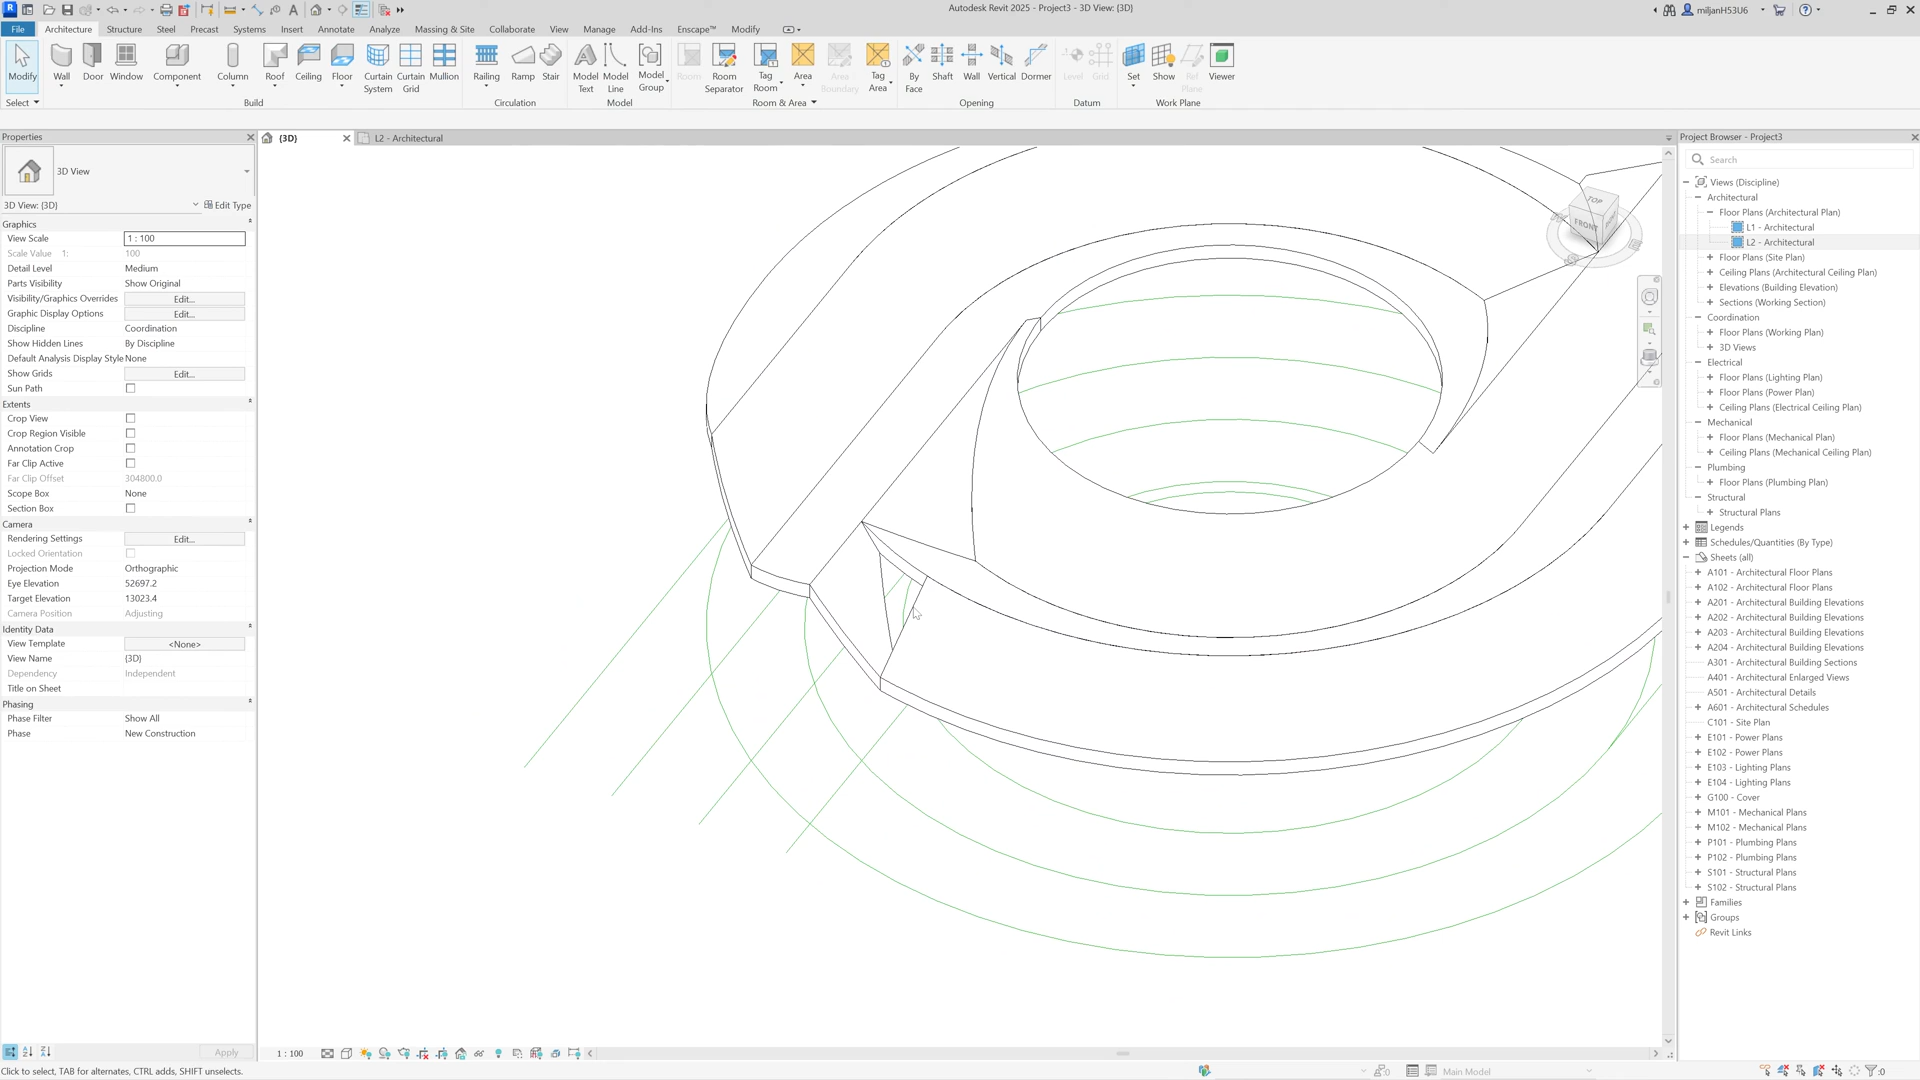 Autodesk Revit 2025 - Project3 - 3D View: {3D}
miljanH53U6
File
Architecture
Structure
Steel
Precast
Systems
Insert
Annotate
Analyze
Massing & Site
Collaborate
View
Manage
Add-Ins
Enscape™
Modify
Modify
Wall
Door
Window
Component
Column
Roof
Ceiling
Floor
Curtain System
Curtain Grid
Mullion
Railing
Ramp
Stair
Model Text
Model Line
Model Group
Room
Room Separator
Tag Room
Area
Area Boundary
Tag Area
By Face
Shaft
Wall
Vertical
Dormer
Level
Grid
Set
Show
Ref Plane
Viewer
Select
Build
Circulation
Model
Room & Area
Opening
Datum
Work Plane
Properties
3D View
3D View: {3D}
Edit Type
Graphics
View Scale 1 : 100
Scale Value 1: 100
Detail Level Medium
Parts Visibility Show Original
Visibility/Graphics Overrides Edit...
Graphic Display Options Edit...
Discipline Coordination
Show Hidden Lines By Discipline
Default Analysis Display Style None
Show Grids Edit...
Sun Path
Extents
Crop View
Crop Region Visible
Annotation Crop
Far Clip Active
Far Clip Offset 304800.0
Scope Box None
Section Box
Camera
Rendering Settings Edit...
Locked Orientation
Projection Mode Orthographic
Eye Elevation 52697.2
Target Elevation 13023.4
Camera Position Adjusting
Identity Data
View Template <None>
View Name {3D}
Dependency Independent
Title on Sheet
Phasing
Phase Filter Show All
Phase New Construction
Apply
{3D}
L2 - Architectural
TOP
FRONT
1 : 100
Project Browser - Project3
Search
Views (Discipline)
Architectural
Floor Plans (Architectural Plan)
L1 - Architectural
L2 - Architectural
Floor Plans (Site Plan)
Ceiling Plans (Architectural Ceiling Plan)
Elevations (Building Elevation)
Sections (Working Section)
Coordination
Floor Plans (Working Plan)
3D Views
Electrical
Floor Plans (Lighting Plan)
Floor Plans (Power Plan)
Ceiling Plans (Electrical Ceiling Plan)
Mechanical
Floor Plans (Mechanical Plan)
Ceiling Plans (Mechanical Ceiling Plan)
Plumbing
Floor Plans (Plumbing Plan)
Structural
Structural Plans
Legends
Schedules/Quantities (By Type)
Sheets (all)
A101 - Architectural Floor Plans
A102 - Architectural Floor Plans
A201 - Architectural Building Elevations
A202 - Architectural Building Elevations
A203 - Architectural Building Elevations
A204 - Architectural Building Elevations
A301 - Architectural Building Sections
A401 - Architectural Enlarged Views
A501 - Architectural Details
A601 - Architectural Schedules
C101 - Site Plan
E101 - Power Plans
E102 - Power Plans
E103 - Lighting Plans
E104 - Lighting Plans
G100 - Cover
M101 - Mechanical Plans
M102 - Mechanical Plans
P101 - Plumbing Plans
P102 - Plumbing Plans
S101 - Structural Plans
S102 - Structural Plans
Families
Groups
Revit Links
Click to select, TAB for alternates, CTRL adds, SHIFT unselects.
:0
Main Model
:0